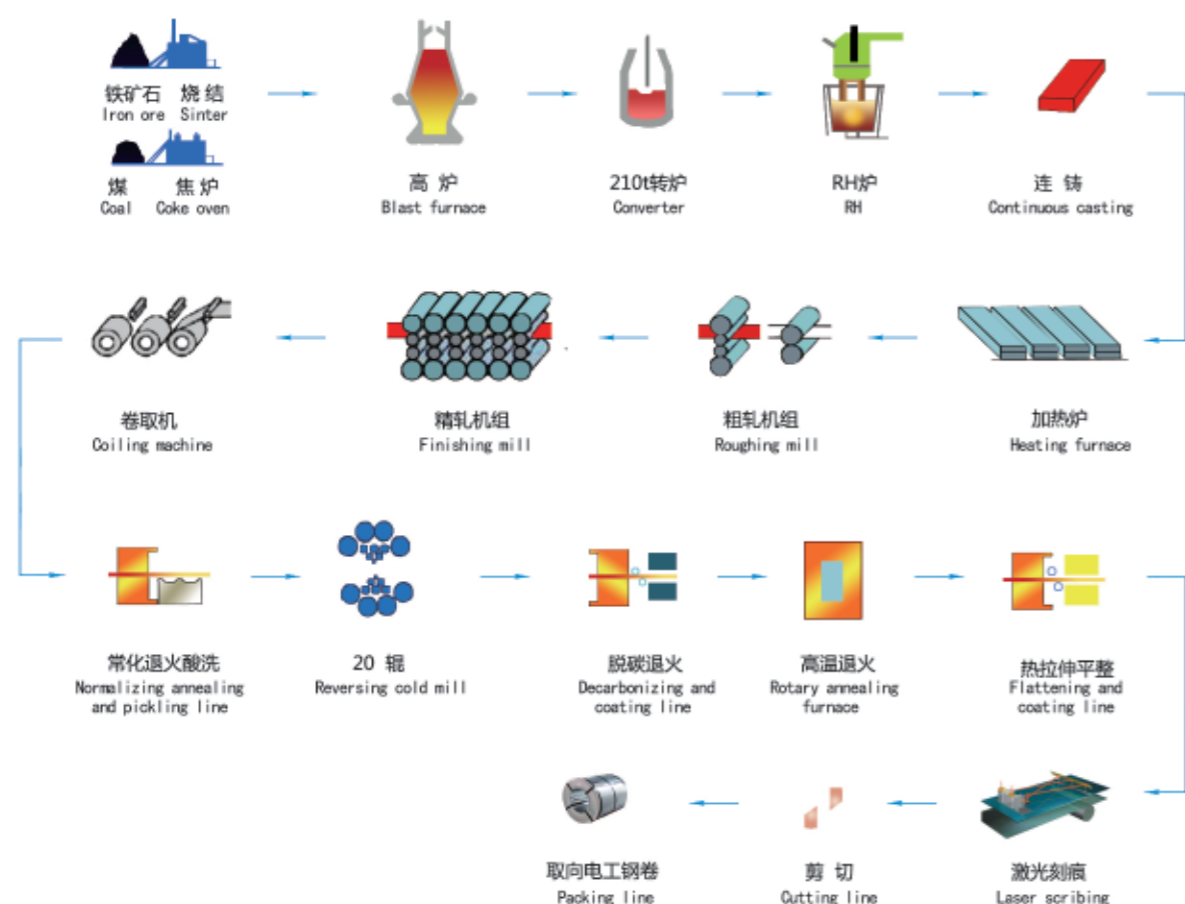 铁矿石 烧结
Iron ore Sinter
煤 焦炉
Coal Coke oven
高 炉
Blast furnace
210t转炉
Converter
RH炉
RH
连 铸
Continuous casting
卷取机
Coiling machine
精轧机组
Finishing mill
粗轧机组
Roughing mill
加热炉
Heating furnace
常化退火酸洗
Normalizing annealing
and pickling line
20 辊
Reversing cold mill
脱碳退火
Decarbonizing and
coating line
高温退火
Rotary annealing
furnace
热拉伸平整
Flattening and
coating line
取向电工钢卷
Packing line
剪 切
Cutting line
激光刻痕
Laser scribing